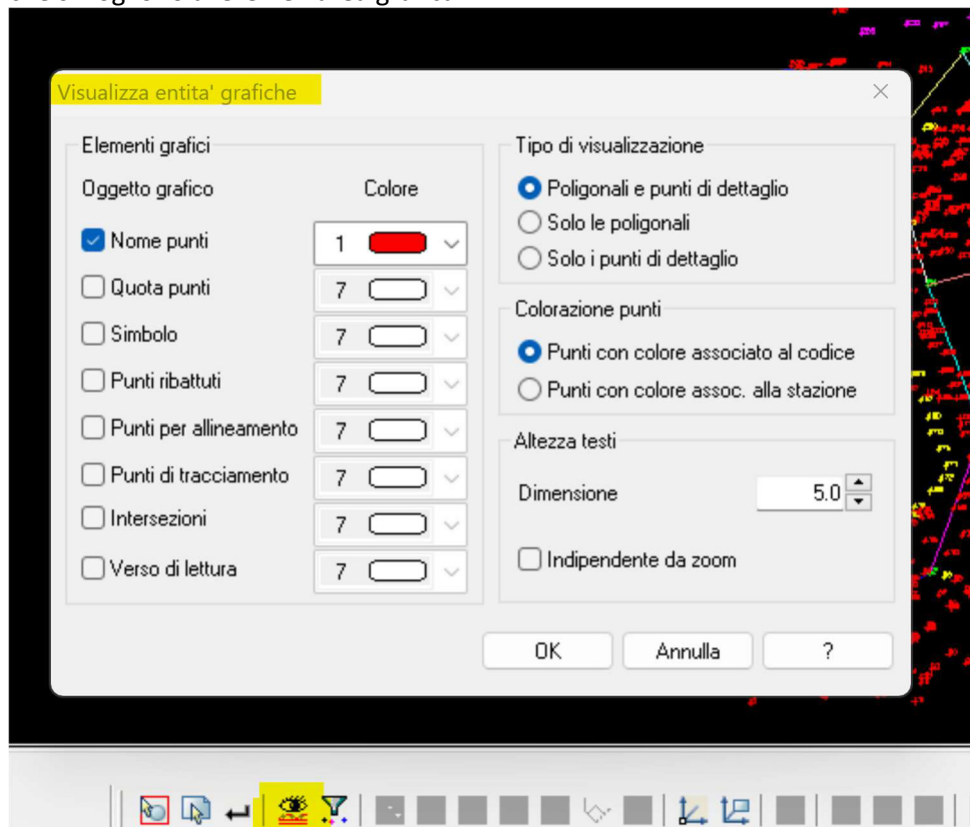 Visualizza entita' grafiche
Elementi grafici
Oggetto grafico Colore
Nome punti 1
Quota punti 7
Simbolo 7
Punti ribattuti 7
Punti per allineamento 7
Punti di tracciamento 7
Intersezioni 7
Verso di lettura 7
Tipo di visualizzazione
Poligonali e punti di dettaglio
Solo le poligonali
Solo i punti di dettaglio
Colorazione punti
Punti con colore associato al codice
Punti con colore assoc. alla stazione
Altezza testi
Dimensione 5.0
Indipendente da zoom
OK Annulla ?